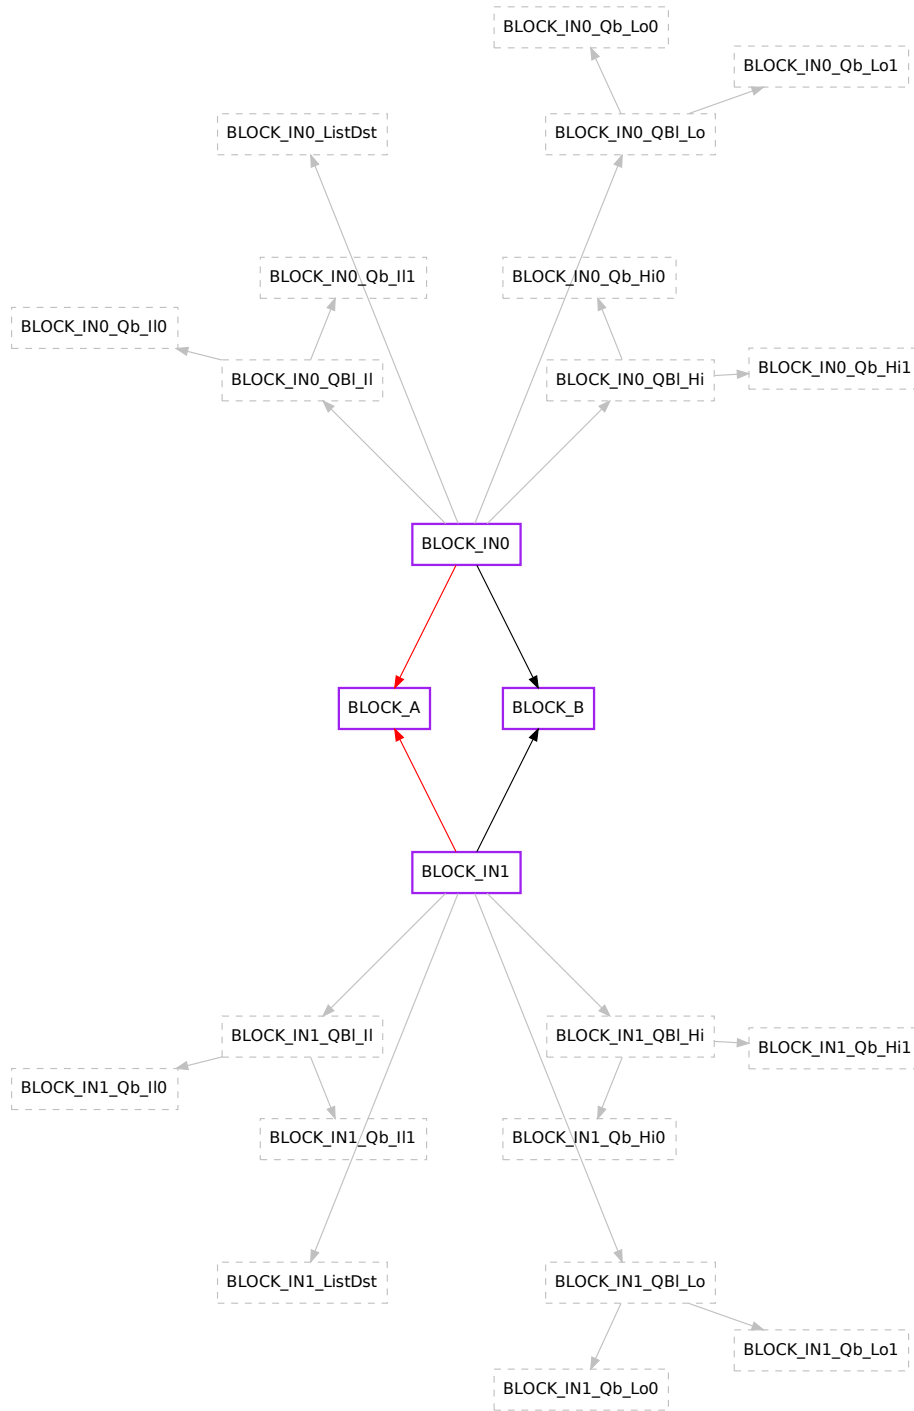 BLOCK_IN0_Qb_Lo0
BLOCK_IN0_Qb_Lo1
BLOCK_IN0_ListDst
BLOCK_IN0_QBl_Lo
BLOCK_IN0_Qb_Il1
BLOCK_IN0_Qb_Hi0
BLOCK_IN0_Qb_Il0
BLOCK_IN0_QBl_Il
BLOCK_IN0_QBl_Hi
BLOCK_IN0_Qb_Hi1
BLOCK_IN0
BLOCK_A
BLOCK_B
BLOCK_IN1
BLOCK_IN1_QBl_Il
BLOCK_IN1_QBl_Hi
BLOCK_IN1_Qb_Hi1
BLOCK_IN1_Qb_Il0
BLOCK_IN1_Qb_Il1
BLOCK_IN1_Qb_Hi0
BLOCK_IN1_ListDst
BLOCK_IN1_QBl_Lo
BLOCK_IN1_Qb_Lo1
BLOCK_IN1_Qb_Lo0